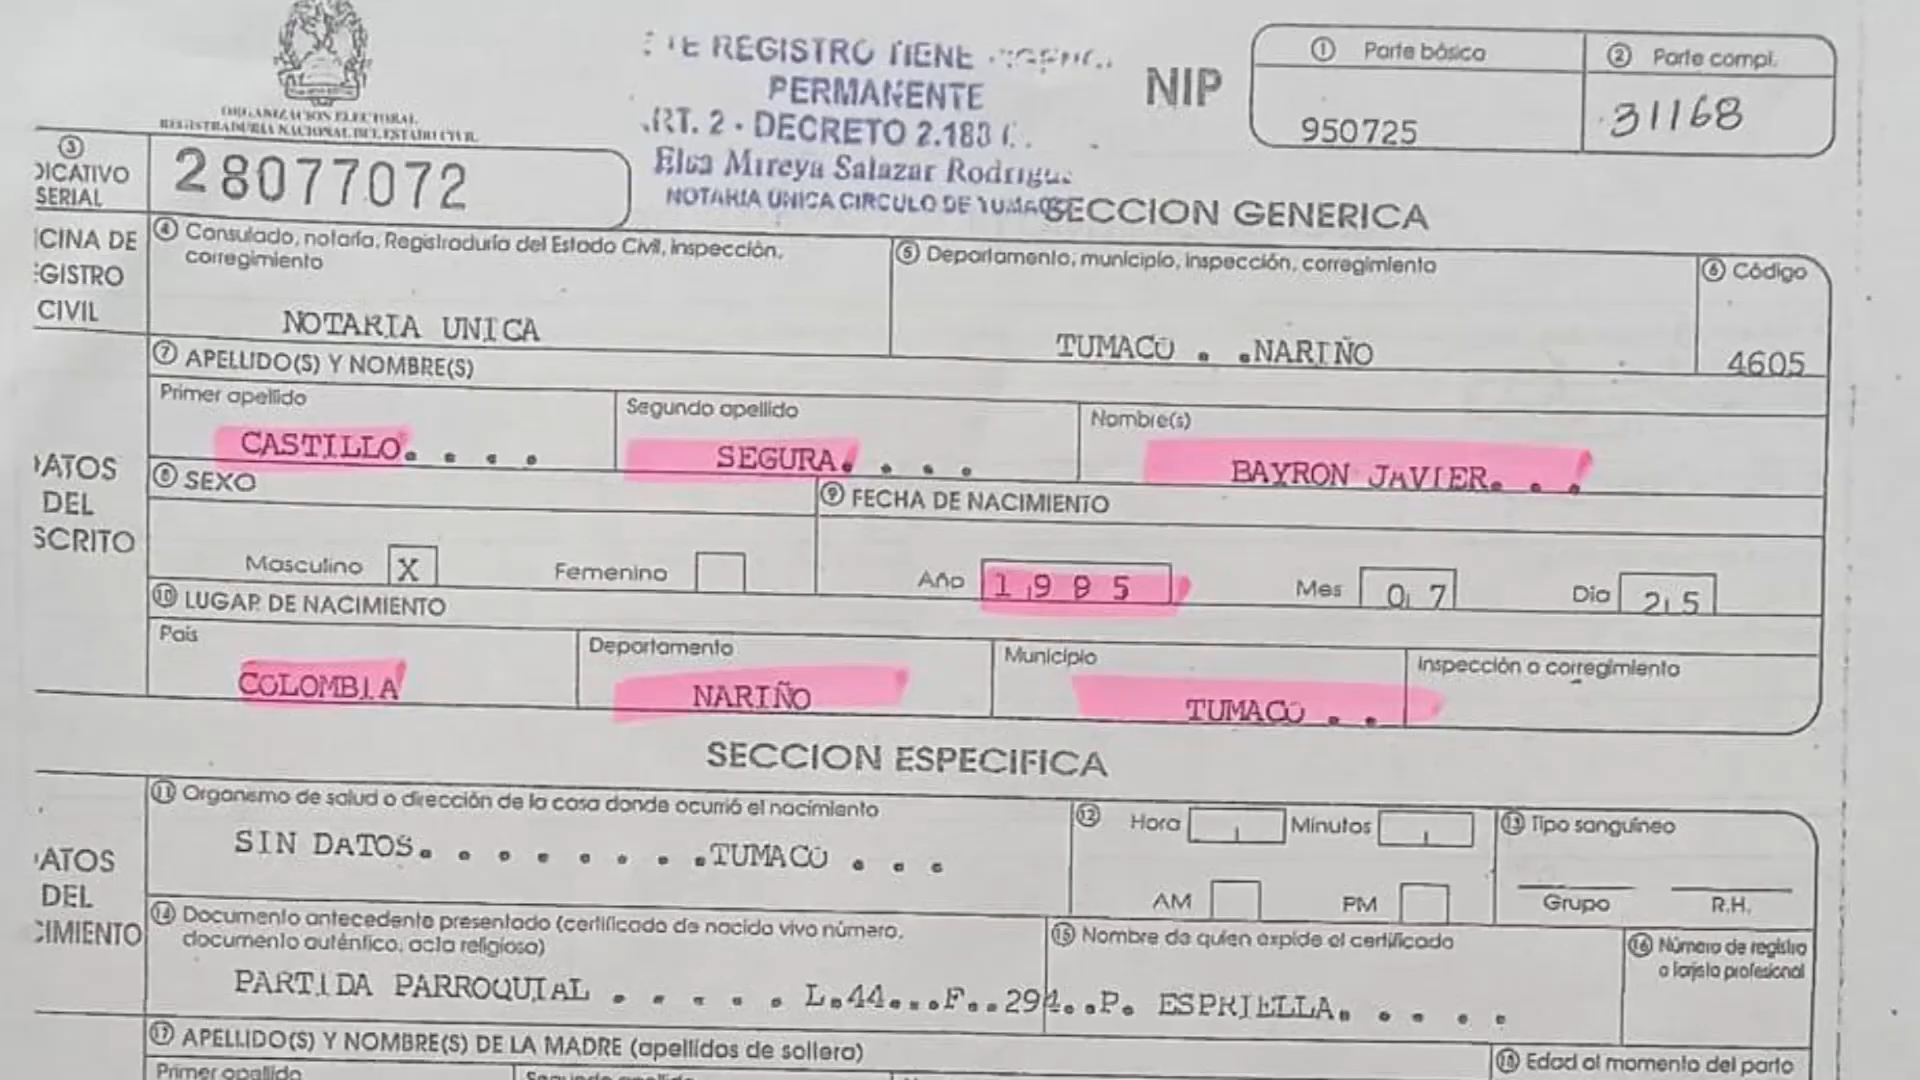 ORGANIZACION ELECTORAL
REGISTRADURIA NACIONAL DEL ESTADO CIVIL
REGISTRO TIENE
PERMANENTE
RT. 2 - DECRETO 2.183
Elsa Mireya Salazar
NOTARIA UNICA CIRCULO DE
NIP
① Parte básica
② Parte compl.
950725
31168
③
DICATIVO
SERIAL
28077072
SECCION GENERICA
ICINA DE
EGISTRO
CIVIL
④ Consulado, notaría, Registraduría del Estado Civil, Inspección,
corregimiento
NOTARIA UNICA
⑤ Departamento, municipio, Inspección, corregimiento
TUMACO . .NARIÑO
⑥ Código
4605
⑦ APELLIDO(S) Y NOMBRE(S)
Primer apellido
Segundo apellido
Nombre(s)
CASTILLO. . . .
SEGURA. . . .
BAYRON JAVIER. . .
ATOS
DEL
SCRITO
⑧ SEXO
⑨ FECHA DE NACIMIENTO
Masculino X
Femenino
Año 1 9 9 5
Mes 0 7
Dia 2 5
⑩ LUGAR DE NACIMIENTO
País
Departamento
Municipio
Inspección o corregimiento
COLOMBIA
NARIÑO
TUMACO . .
SECCION ESPECIFICA
ATOS
DEL
CIMIENTO
⑪ Organismo de salud o dirección de la casa donde ocurrió el nacimiento
SIN DATOS. . . . . . . .TUMACO . . .
⑫ Hora
Minutos
AM
PM
⑬ Tipo sanguíneo
Grupo
R.H.
⑭ Documento antecedente presentado (certificado de nacido vivo número,
documento auténtico, acta religiosa)
PARTIDA PARROQUIAL . . . . . L.44...F..294..P. ESPRIELLA. . . . .
⑮ Nombre de quien expide el certificado
⑯ Número de registro
o tarjeta profesional
⑰ APELLIDO(S) Y NOMBRE(S) DE LA MADRE (apellidos de soltera)
⑱ Edad al momento del parto
Primer apellido
Segundo apellido